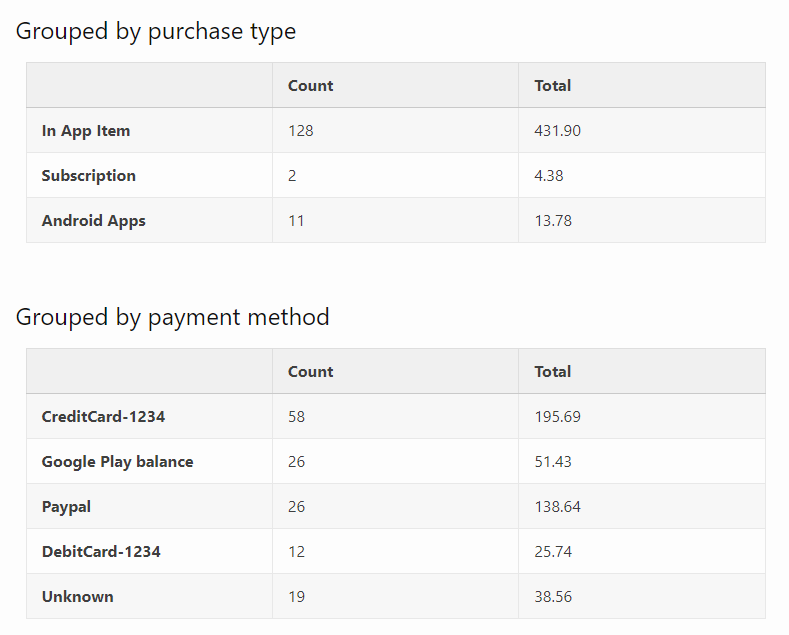 Grouped by purchase type
Count Total
In App Item 128 431.90
Subscription 2 4.38
Android Apps 11 13.78
Grouped by payment method
Count Total
CreditCard-1234 58 195.69
Google Play balance 26 51.43
Paypal 26 138.64
DebitCard-1234 12 25.74
Unknown 19 38.56